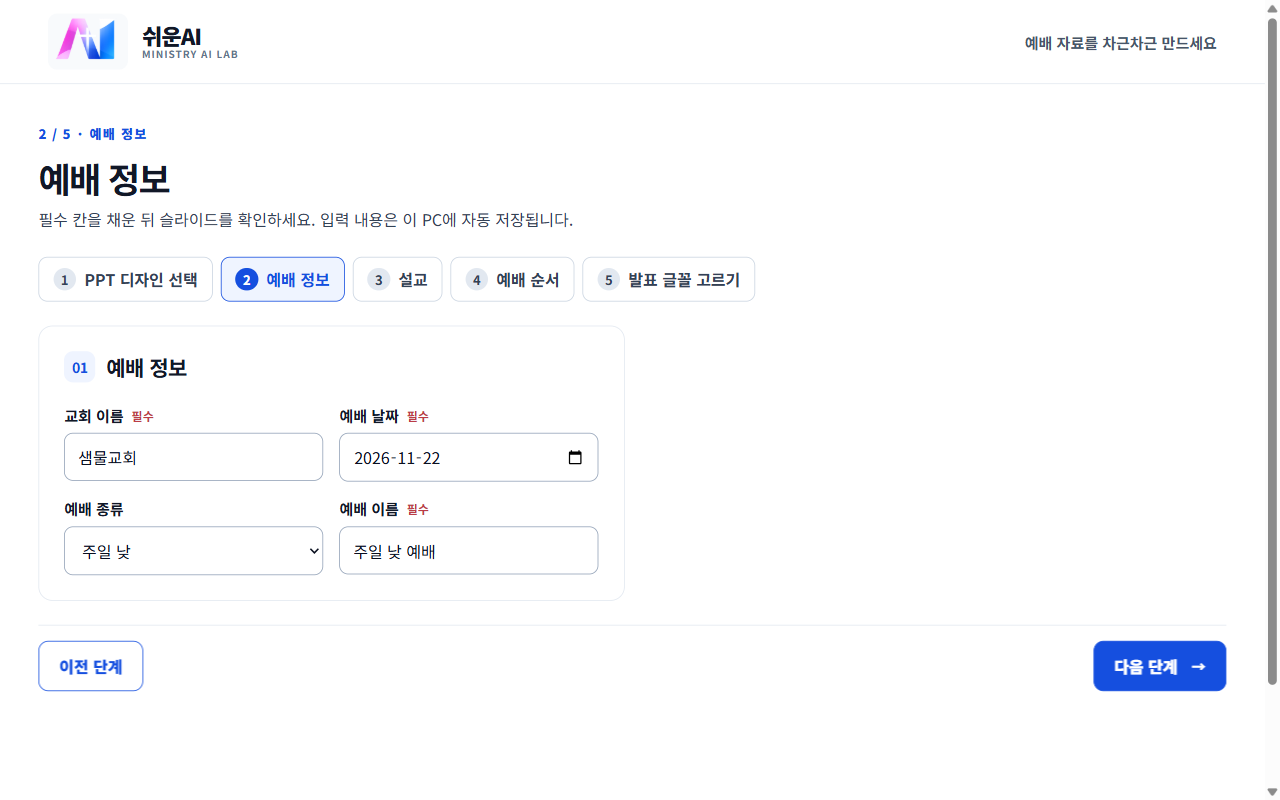 쉬운AI
MINISTRY AI LAB
예배 자료를 차근차근 만드세요
2 / 5 · 예배 정보
예배 정보
필수 칸을 채운 뒤 슬라이드를 확인하세요. 입력 내용은 이 PC에 자동 저장됩니다.
1 PPT 디자인 선택
2 예배 정보
3 설교
4 예배 순서
5 발표 글꼴 고르기
01 예배 정보
교회 이름 필수
예배 날짜 필수
샘물교회
2026-11-22
예배 종류
예배 이름 필수
주일 낮
주일 낮 예배
이전 단계
다음 단계 →